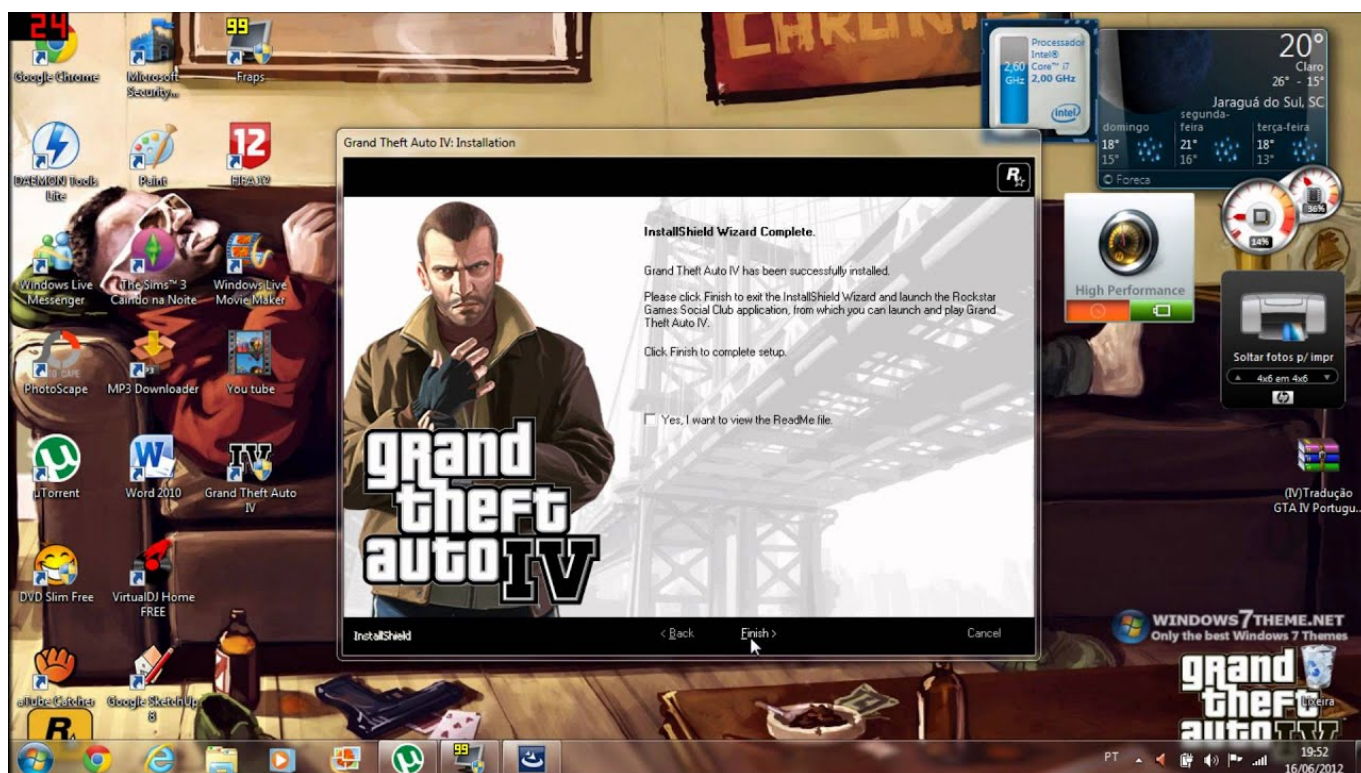 24
Google Chrome
Microsoft
Security...
99
Fraps
DAEMON Tools
Lite
Paint
12
FIFA 12
Windows Live
Messenger
The Sims™ 3
Caindo na Noite
Windows Live
Movie Maker
PhotoScape
MP3 Downloader
You tube
uTorrent
Word 2010
IV
Grand Theft Auto
IV
DVD Slim Free
VirtualDJ Home
FREE
aTube Catcher
Google SketchUp
8
Grand Theft Auto IV: Installation
InstallShield Wizard Complete.
Grand Theft Auto IV has been successfully installed.
Please click Finish to exit the InstallShield Wizard and launch the Rockstar
Games Social Club application, from which you can launch and play Grand
Theft Auto IV.
Click Finish to complete setup.
Yes, I want to view the ReadMe file.
grand
theft
auto IV
InstallShield
< Back
Finish >
Cancel
2,60
GHz
Processador
Intel®
Core™ i7
2,00 GHz
intel
20°
Claro
26° - 15°
Jaraguá do Sul, SC
domingo
segunda-
feira
terça-feira
18°
15°
21°
16°
18°
13°
© Foreca
36%
14%
High Performance
Soltar fotos p/ impr
4x6 em 4x6
hp
(IV)Tradução
GTA IV Portugu...
WINDOWS7THEME.NET
Only the best Windows 7 Themes
grand
theft
auto IV
Lixeira
99
PT
19:52
16/06/2012